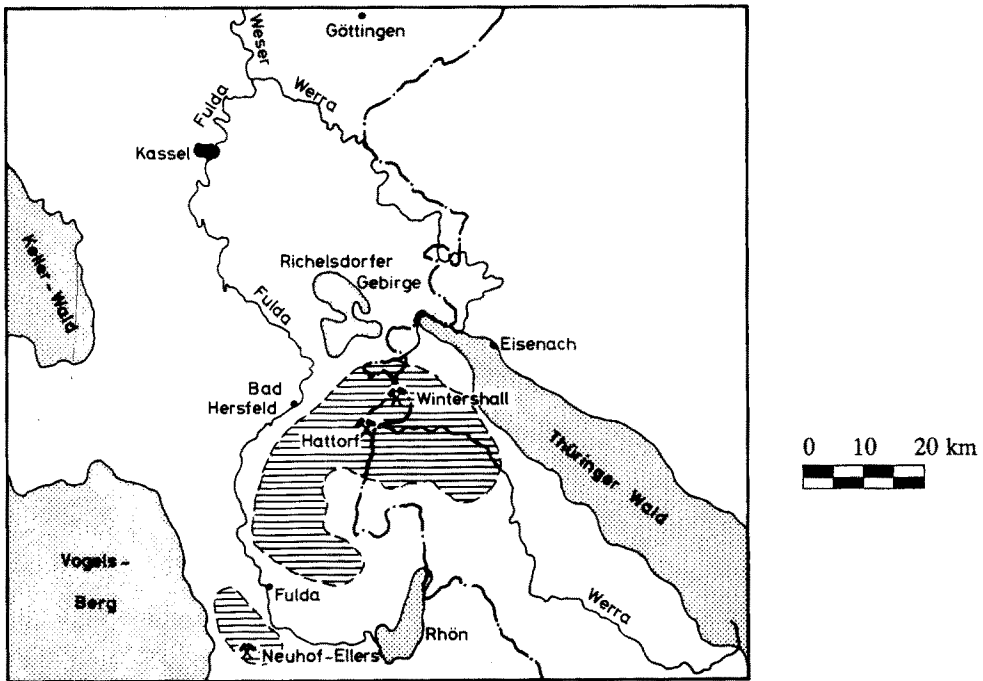 Göttingen
Weser
Werra
Fulda
Kassel
Keller-Wald
Richelsdorfer
Gebirge
Fulda
Eisenach
Bad
Hersfeld
Wintershall
Hattorf
0 10 20 km
Thüringer Wald
Vogels-
Berg
Fulda
Werra
Rhön
Neuhof-Ellers